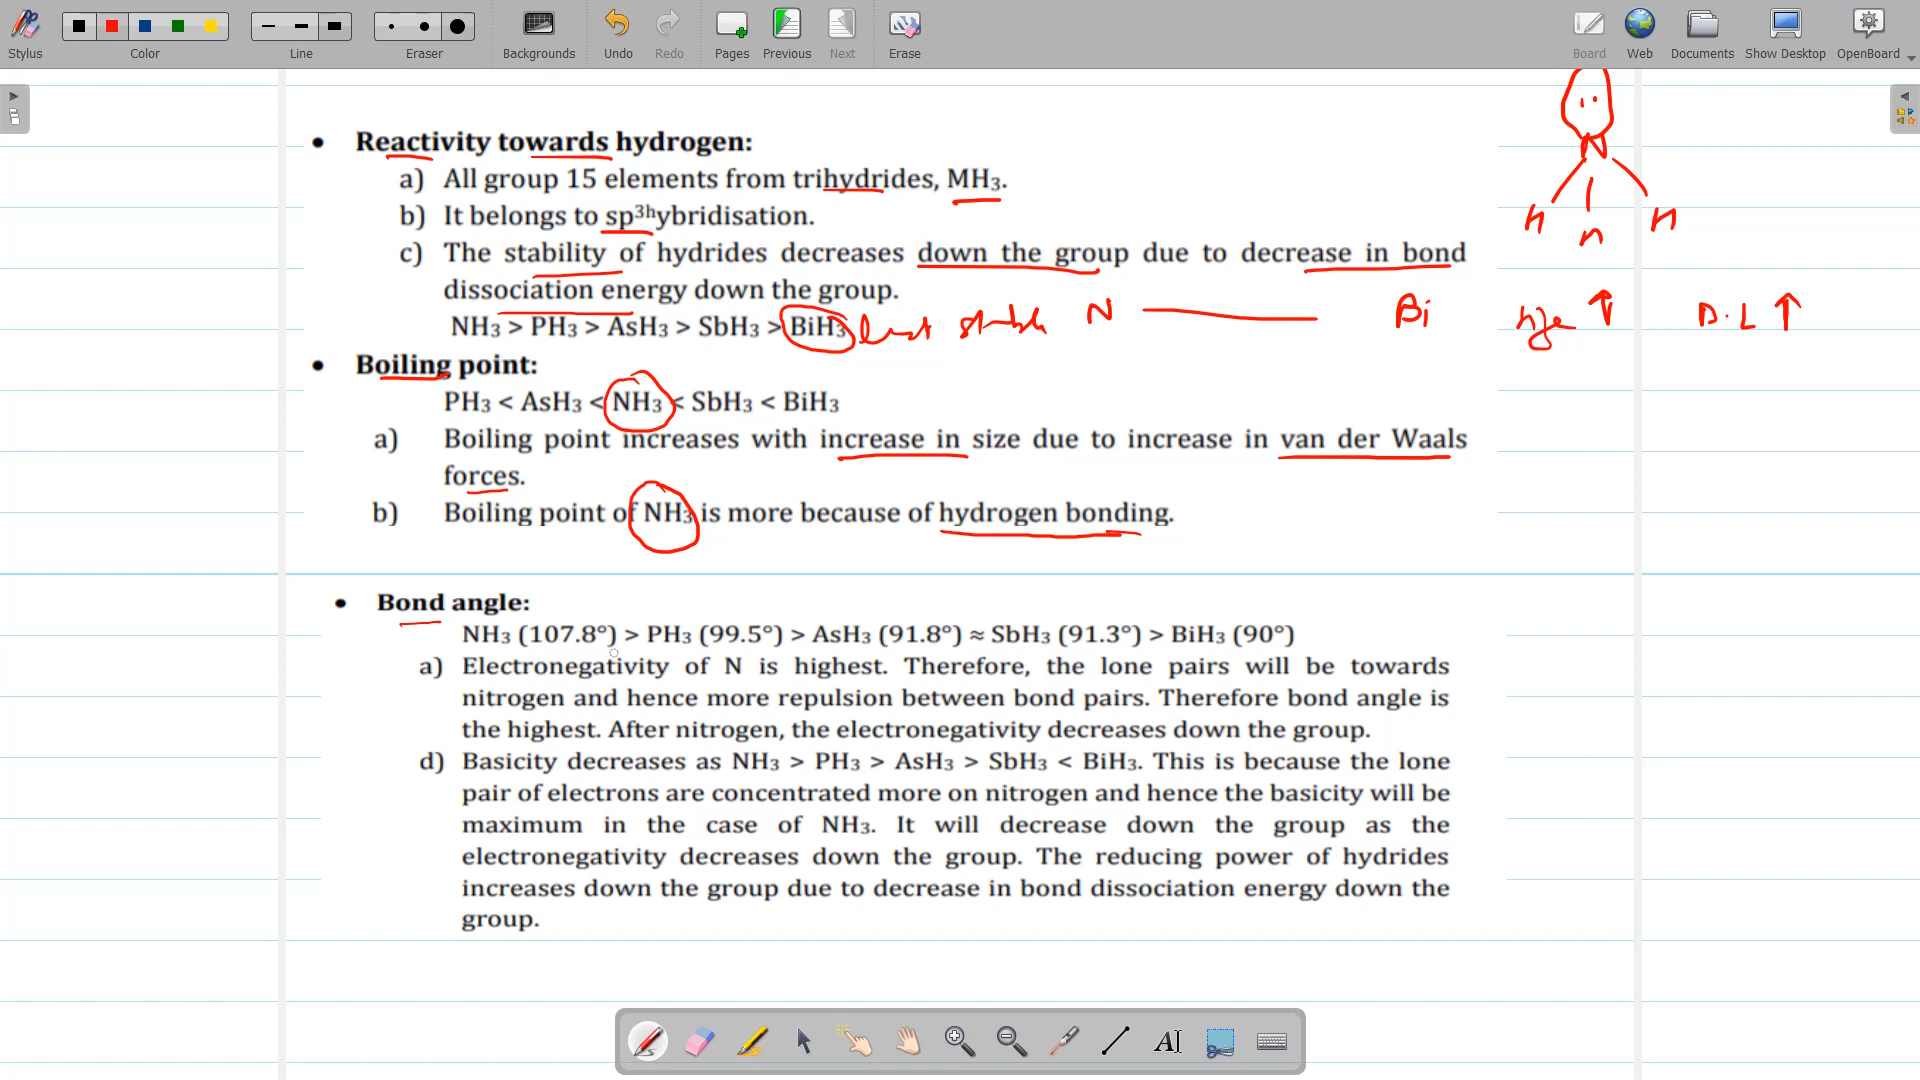 Stylus
Color
Line
Eraser
Backgrounds
Undo
Redo
Pages
Previous
Next
Erase
Board
Web
Documents
Show Desktop
OpenBoard
• Reactivity towards hydrogen:
a) All group 15 elements from trihydrides, MH₃.
b) It belongs to sp³ʰybridisation.
c) The stability of hydrides decreases down the group due to decrease in bond
dissociation energy down the group.
NH₃ > PH₃ > AsH₃ > SbH₃ > BiH₃ least stable N Bi size ↑ B.L ↑
N
H H H
• Boiling point:
PH₃ < AsH₃ < NH₃ < SbH₃ < BiH₃
a) Boiling point increases with increase in size due to increase in van der Waals
forces.
b) Boiling point of NH₃ is more because of hydrogen bonding.
• Bond angle:
NH₃ (107.8°) > PH₃ (99.5°) > AsH₃ (91.8°) ≈ SbH₃ (91.3°) > BiH₃ (90°)
a) Electronegativity of N is highest. Therefore, the lone pairs will be towards
nitrogen and hence more repulsion between bond pairs. Therefore bond angle is
the highest. After nitrogen, the electronegativity decreases down the group.
d) Basicity decreases as NH₃ > PH₃ > AsH₃ > SbH₃ < BiH₃. This is because the lone
pair of electrons are concentrated more on nitrogen and hence the basicity will be
maximum in the case of NH₃. It will decrease down the group as the
electronegativity decreases down the group. The reducing power of hydrides
increases down the group due to decrease in bond dissociation energy down the
group.